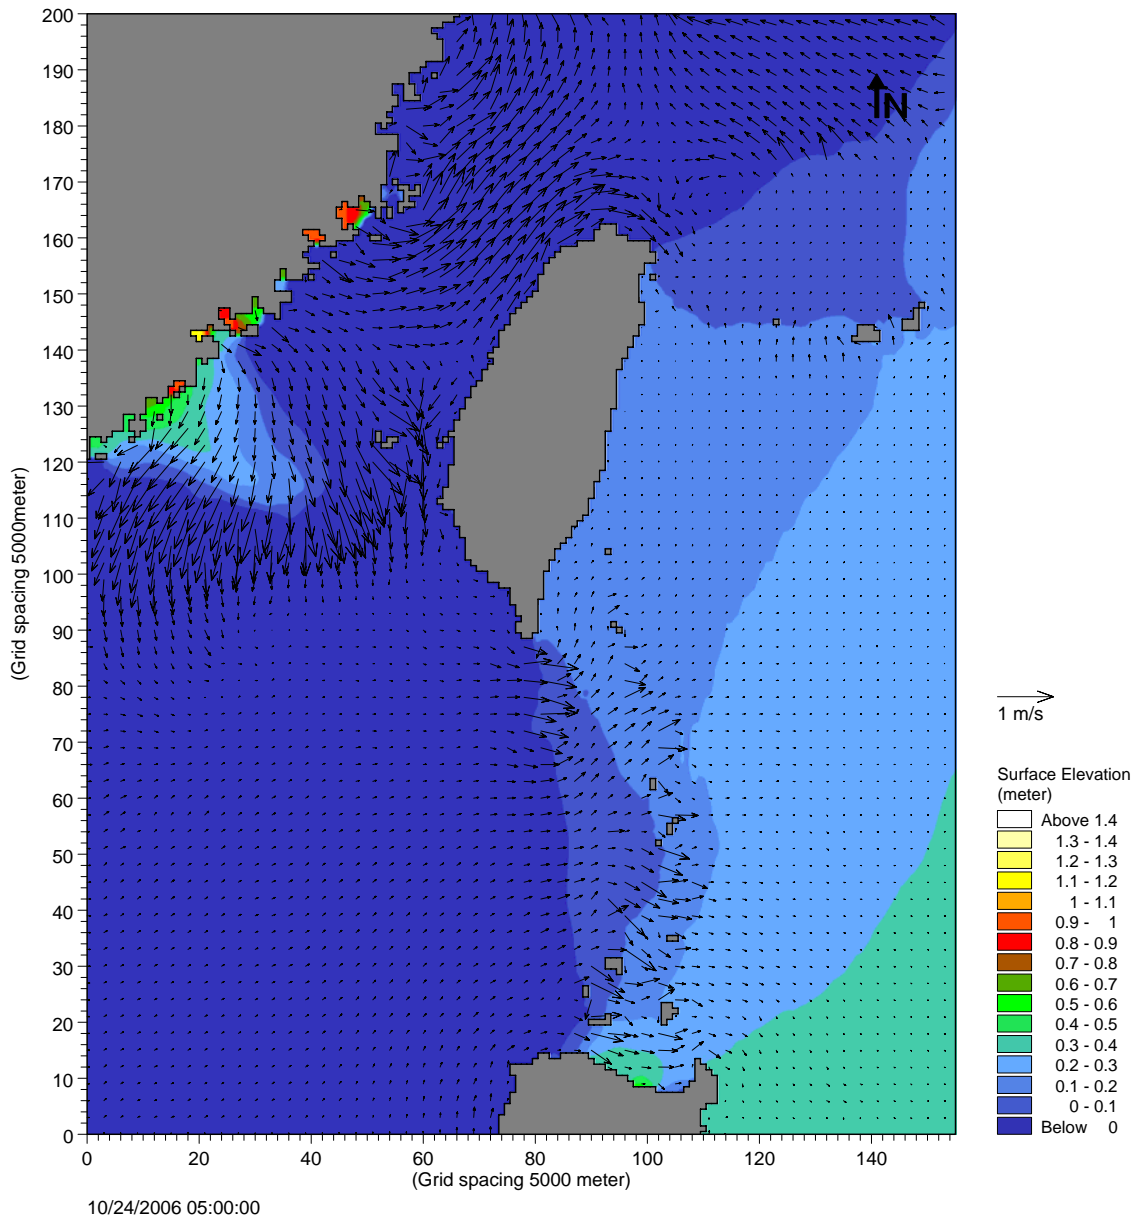 200
190
180
170
160
150
140
130
120
110
100
90
80
70
60
50
40
30
20
10
0
(Grid spacing 5000meter)
N
0 20 40 60 80 100 120 140
(Grid spacing 5000 meter)
10/24/2006 05:00:00
1 m/s
Surface Elevation
(meter)
Above 1.4
1.3 - 1.4
1.2 - 1.3
1.1 - 1.2
1 - 1.1
0.9 - 1
0.8 - 0.9
0.7 - 0.8
0.6 - 0.7
0.5 - 0.6
0.4 - 0.5
0.3 - 0.4
0.2 - 0.3
0.1 - 0.2
0 - 0.1
Below 0